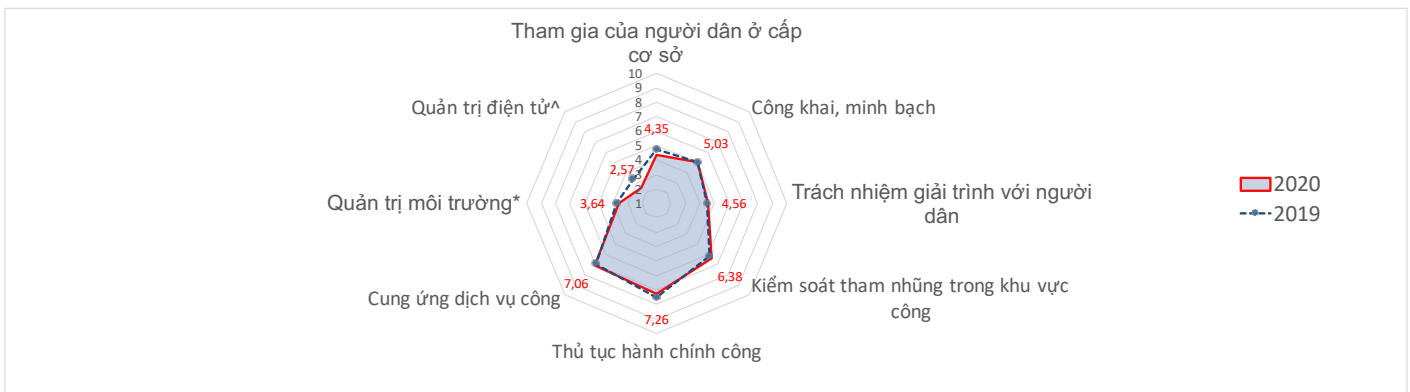 Tham gia của người dân ở cấp
cơ sở
10
9
8
7
6
5
4
3
2
1
Quản trị điện tử^
Công khai, minh bạch
4,35
5,03
2,57
Quản trị môi trường*
3,64
4,56
Trách nhiệm giải trình với người
dân
2020
2019
7,06
6,38
Cung ứng dịch vụ công
Kiểm soát tham nhũng trong khu vực
công
7,26
Thủ tục hành chính công